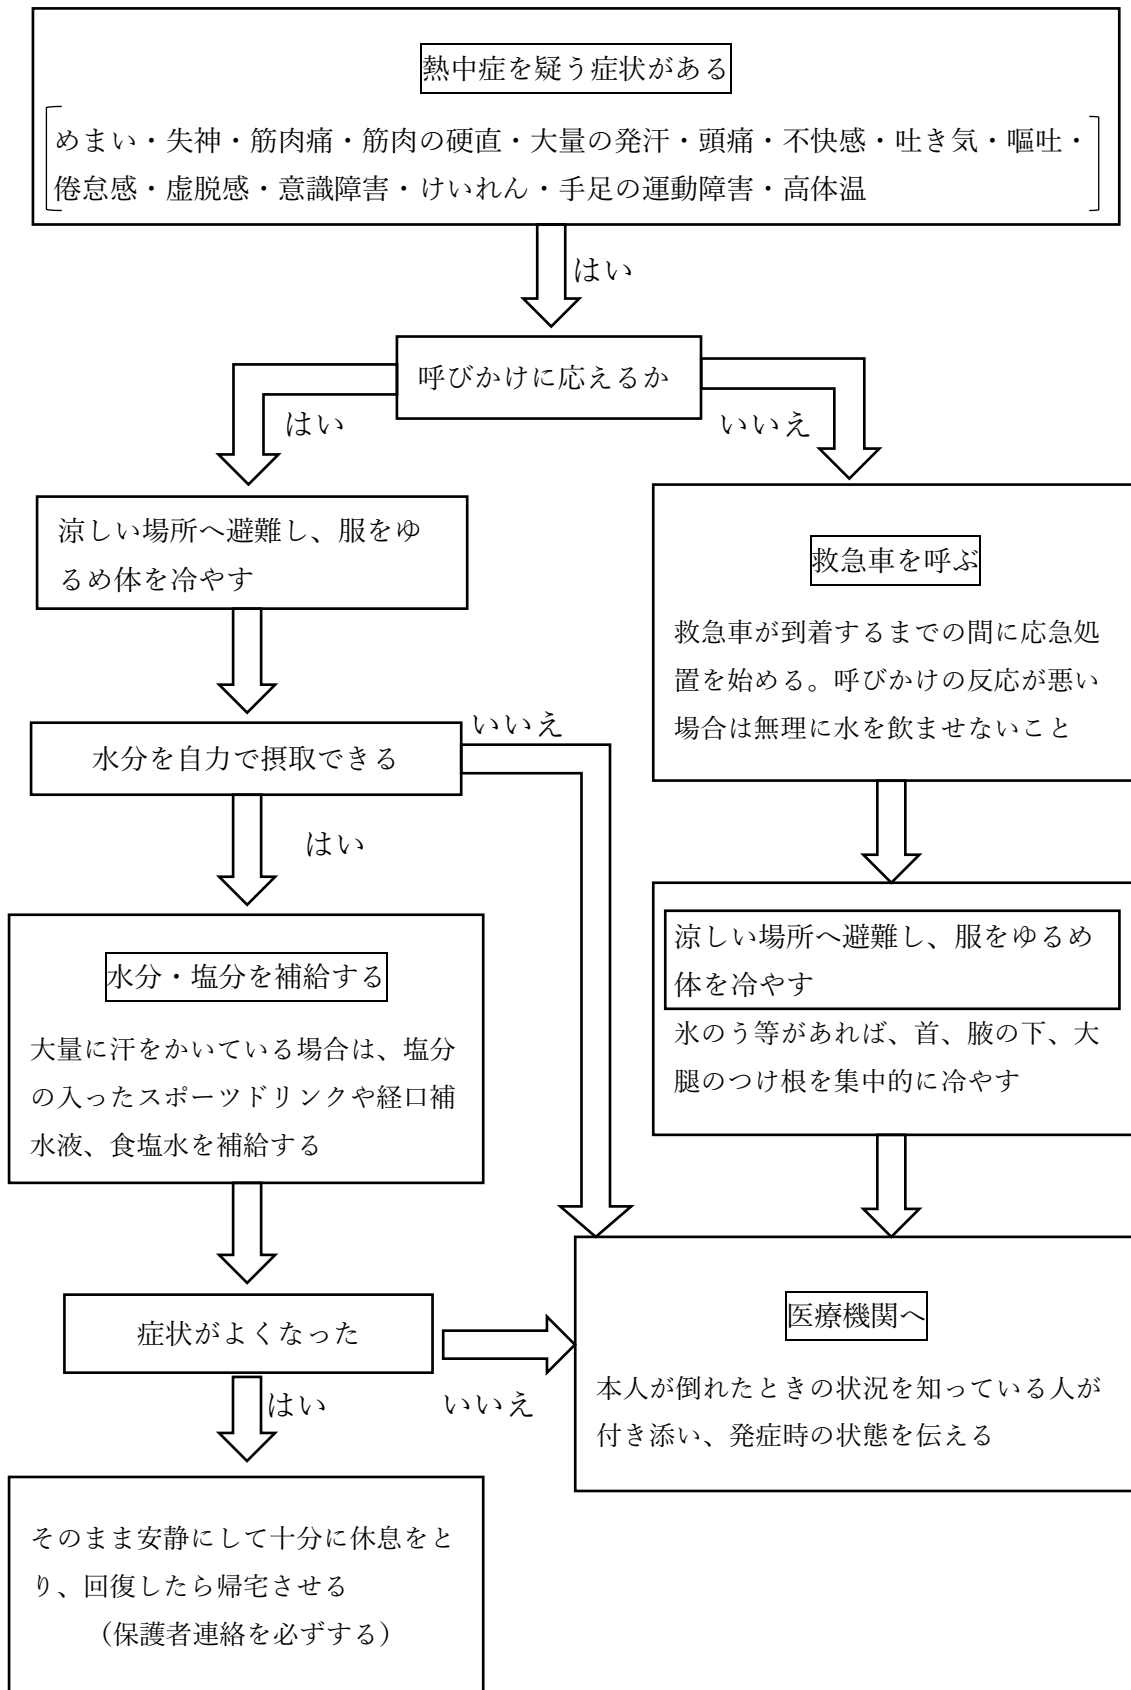 熱中症を疑う症状がある
めまい・失神・筋肉痛・筋肉の硬直・大量の発汗・頭痛・不快感・吐き気・嘔吐・
倦怠感・虚脱感・意識障害・けいれん・手足の運動障害・高体温
はい
呼びかけに応えるか
はい
いいえ
涼しい場所へ避難し、服をゆ
るめ体を冷やす
救急車を呼ぶ
救急車が到着するまでの間に応急処
置を始める。呼びかけの反応が悪い
場合は無理に水を飲ませないこと
水分を自力で摂取できる
いいえ
はい
涼しい場所へ避難し、服をゆるめ
体を冷やす
氷のう等があれば、首、腋の下、大
腿のつけ根を集中的に冷やす
水分・塩分を補給する
大量に汗をかいている場合は、塩分
の入ったスポーツドリンクや経口補
水液、食塩水を補給する
症状がよくなった
はい
いいえ
医療機関へ
本人が倒れたときの状況を知っている人が
付き添い、発症時の状態を伝える
そのまま安静にして十分に休息をと
り、回復したら帰宅させる
（保護者連絡を必ずする）